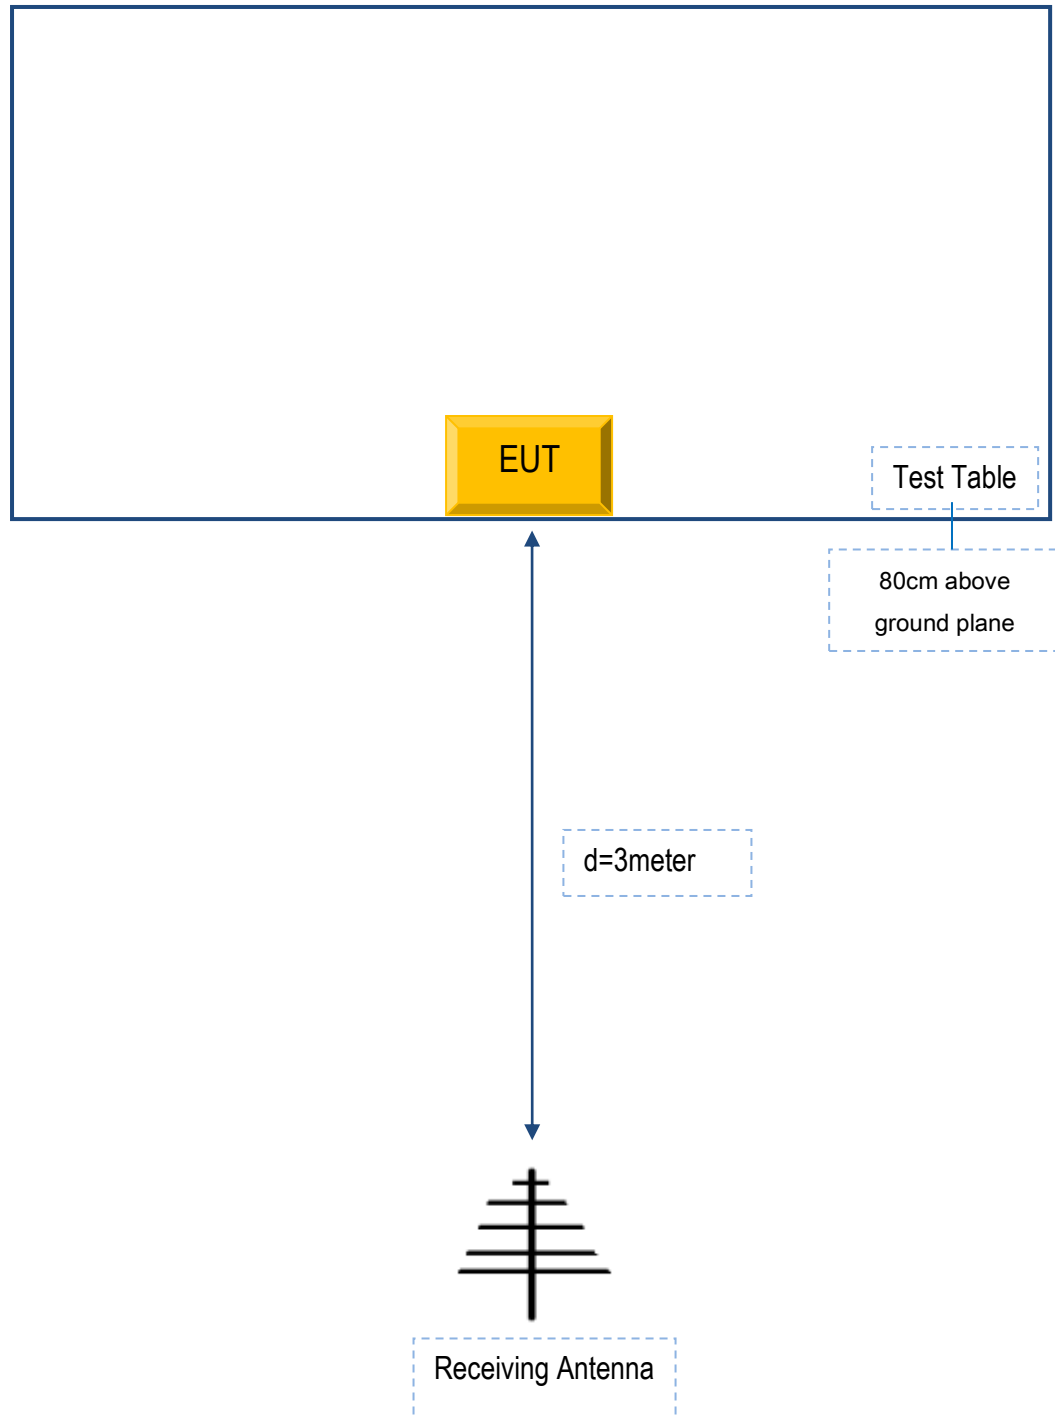 EUT
Test Table
80cm above
ground plane
d=3meter
Receiving Antenna